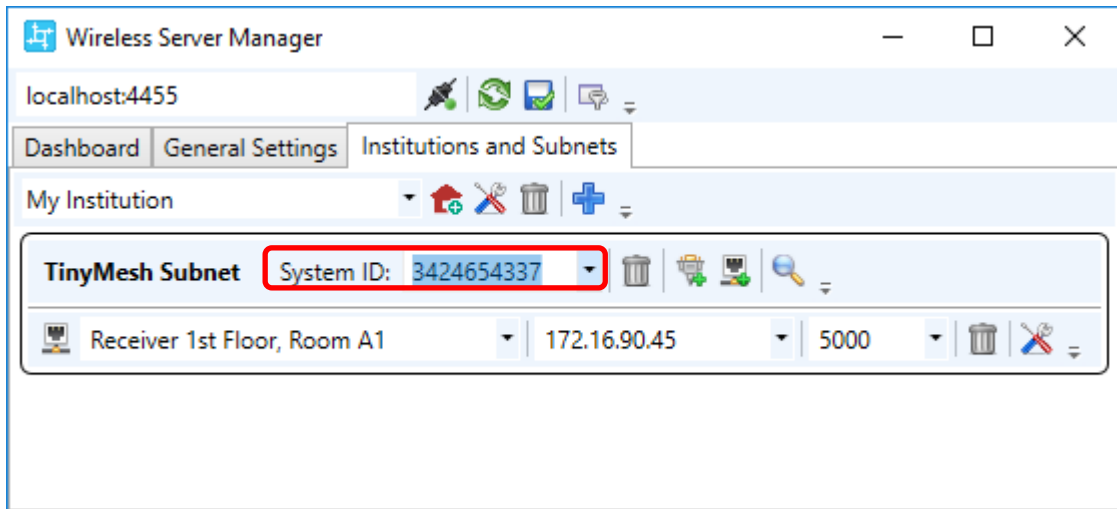 Wireless Server Manager
localhost:4455
Dashboard General Settings Institutions and Subnets
My Institution
TinyMesh Subnet System ID: 3424654337
Receiver 1st Floor, Room A1 172.16.90.45 5000